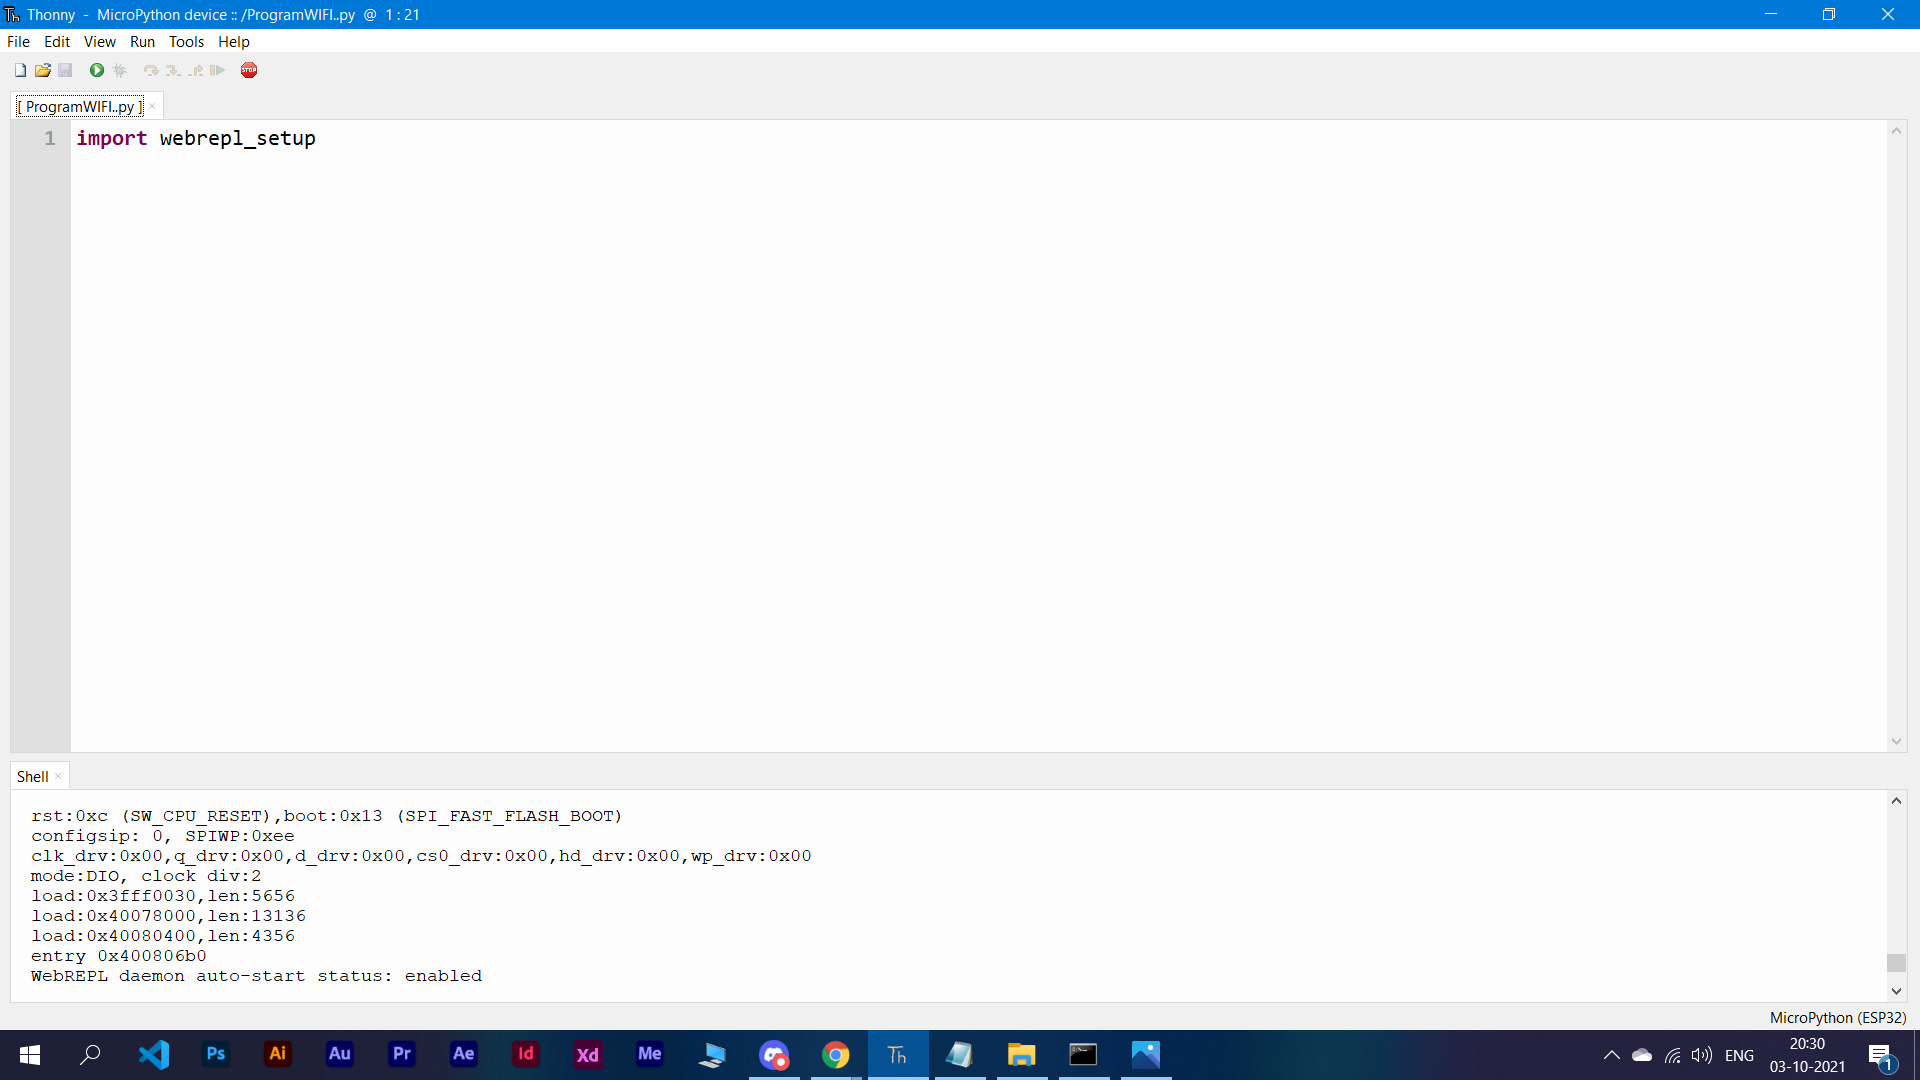 Thonny - MicroPython device :: /ProgramWIFI..py @ 1 : 21
File Edit View Run Tools Help
STOP
[ ProgramWIFI..py ] ×
1 import webrepl_setup
Shell ×
rst:0xc (SW_CPU_RESET),boot:0x13 (SPI_FAST_FLASH_BOOT)
configsip: 0, SPIWP:0xee
clk_drv:0x00,q_drv:0x00,d_drv:0x00,cs0_drv:0x00,hd_drv:0x00,wp_drv:0x00
mode:DIO, clock div:2
load:0x3fff0030,len:5656
load:0x40078000,len:13136
load:0x40080400,len:4356
entry 0x400806b0
WebREPL daemon auto-start status: enabled
MicroPython (ESP32)
Ps Ai Au Pr Ae Id Xd Me Th ENG 20:30
03-10-2021 1